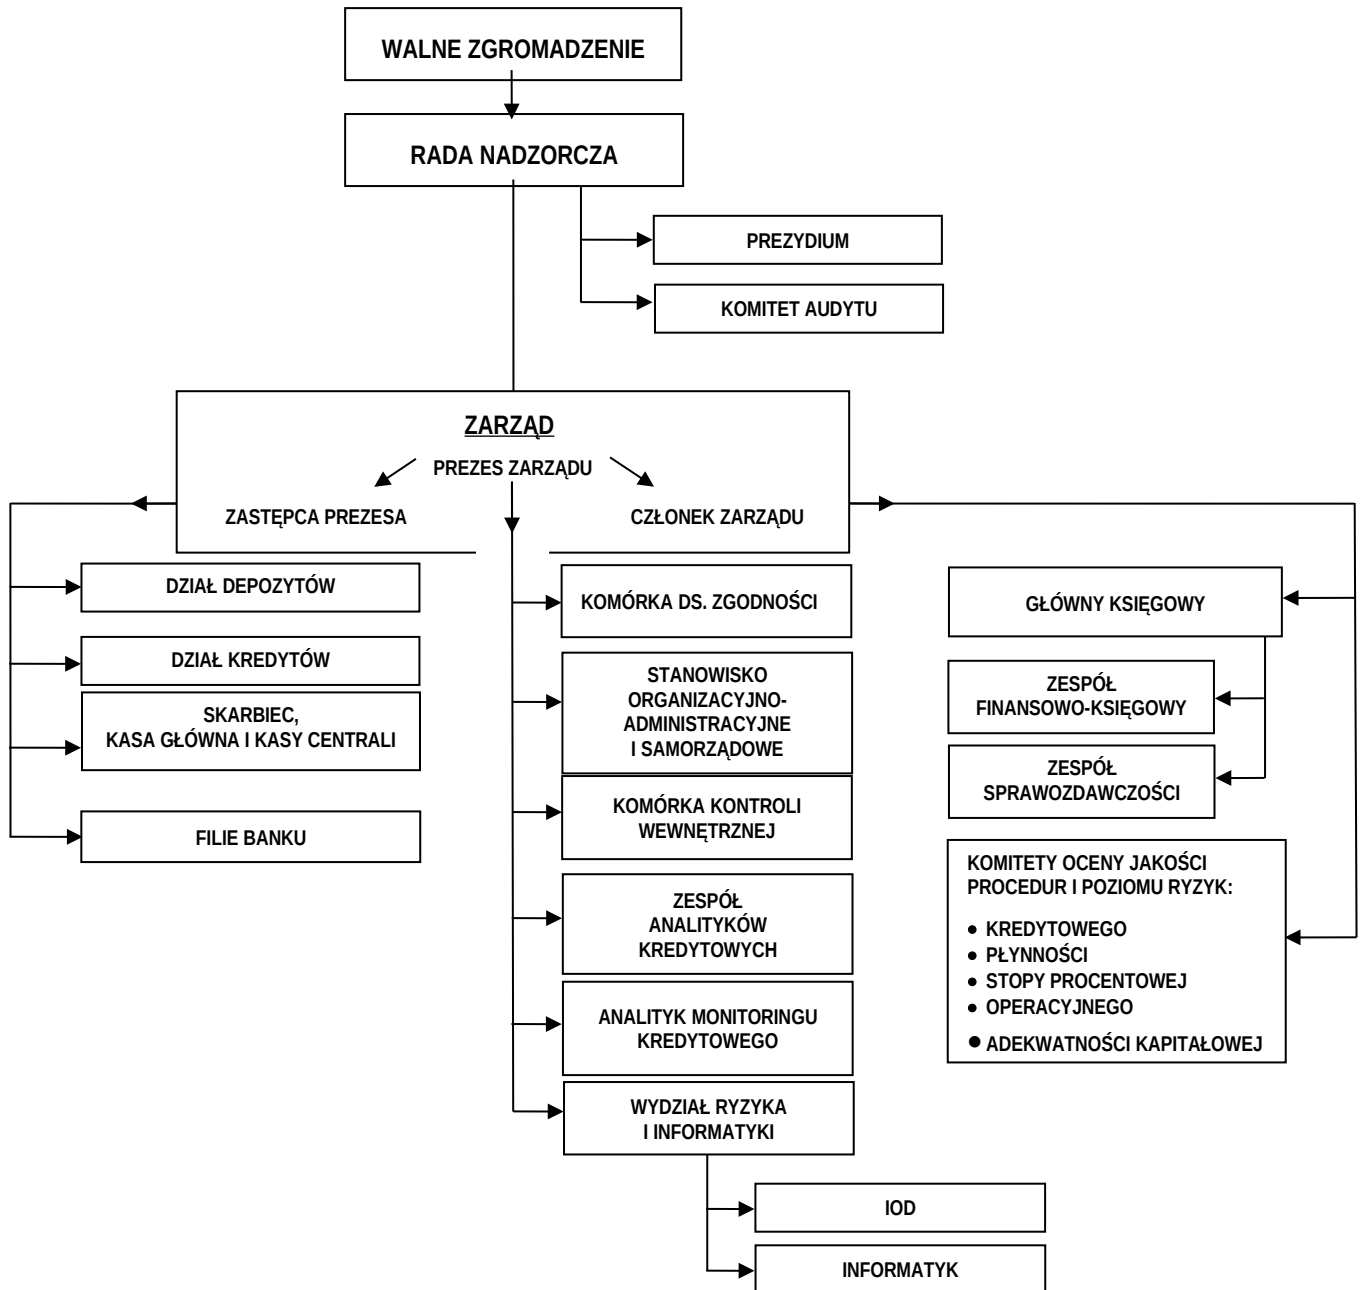 WALNE ZGROMADZENIE
RADA NADZORCZA
PREZYDIUM
KOMITET AUDYTU
ZARZĄD
PREZES ZARZĄDU
ZASTĘPCA PREZESA
CZŁONEK ZARZĄDU
DZIAŁ DEPOZYTÓW
DZIAŁ KREDYTÓW
SKARBIEC,
KASA GŁÓWNA I KASY CENTRALI
FILIE BANKU
KOMÓRKA DS. ZGODNOŚCI
STANOWISKO
ORGANIZACYJNO-
ADMINISTRACYJNE
I SAMORZĄDOWE
KOMÓRKA KONTROLI
WEWNĘTRZNEJ
ZESPÓŁ
ANALITYKÓW
KREDYTOWYCH
ANALITYK MONITORINGU
KREDYTOWEGO
WYDZIAŁ RYZYKA
I INFORMATYKI
IOD
INFORMATYK
GŁÓWNY KSIĘGOWY
ZESPÓŁ
FINANSOWO-KSIĘGOWY
ZESPÓŁ
SPRAWOZDAWCZOŚCI
KOMITETY OCENY JAKOŚCI
PROCEDUR I POZIOMU RYZYK:
• KREDYTOWEGO
• PŁYNNOŚCI
• STOPY PROCENTOWEJ
• OPERACYJNEGO
• ADEKWATNOŚCI KAPITAŁOWEJ